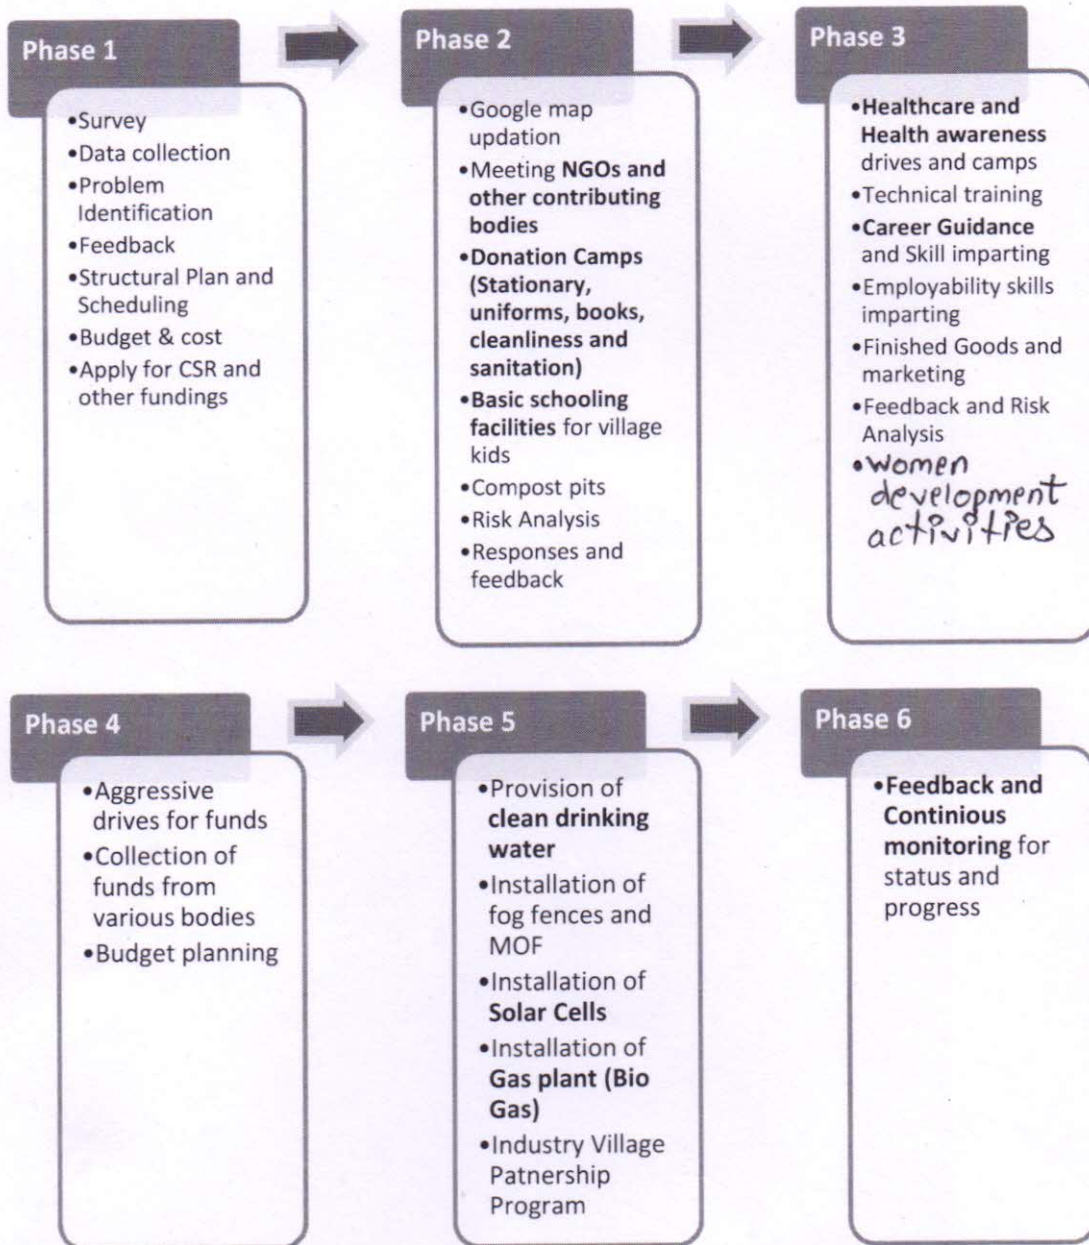 Phase 1
•Survey
•Data collection
•Problem
Identification
•Feedback
•Structural Plan and
Scheduling
•Budget & cost
•Apply for CSR and
other fundings
Phase 2
•Google map
updation
•Meeting NGOs and
other contributing
bodies
•Donation Camps
(Stationary,
uniforms, books,
cleanliness and
sanitation)
•Basic schooling
facilities for village
kids
•Compost pits
•Risk Analysis
•Responses and
feedback
Phase 3
•Healthcare and
Health awareness
drives and camps
•Technical training
•Career Guidance
and Skill imparting
•Employability skills
imparting
•Finished Goods and
marketing
•Feedback and Risk
Analysis
•women
development
activities
Phase 4
•Aggressive
drives for funds
•Collection of
funds from
various bodies
•Budget planning
Phase 5
•Provision of
clean drinking
water
•Installation of
fog fences and
MOF
•Installation of
Solar Cells
•Installation of
Gas plant (Bio
Gas)
•Industry Village
Patnership
Program
Phase 6
•Feedback and
Continious
monitoring for
status and
progress